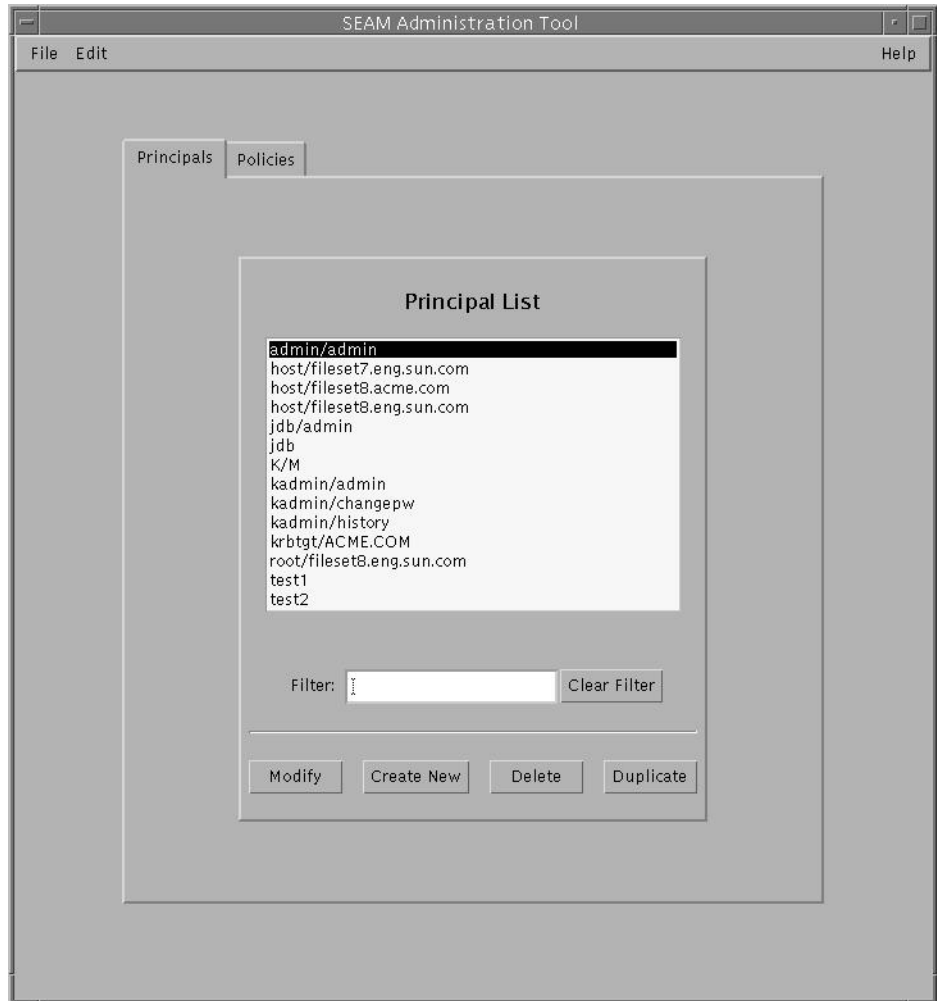 SEAM Administration Tool
File Edit Help
Principals Policies
Principal List
admin/admin
host/fileset7.eng.sun.com
host/fileset8.acme.com
host/fileset8.eng.sun.com
jdb/admin
jdb
K/M
kadmin/admin
kadmin/changepw
kadmin/history
krbtgt/ACME.COM
root/fileset8.eng.sun.com
test1
test2
Filter: Clear Filter
Modify Create New Delete Duplicate